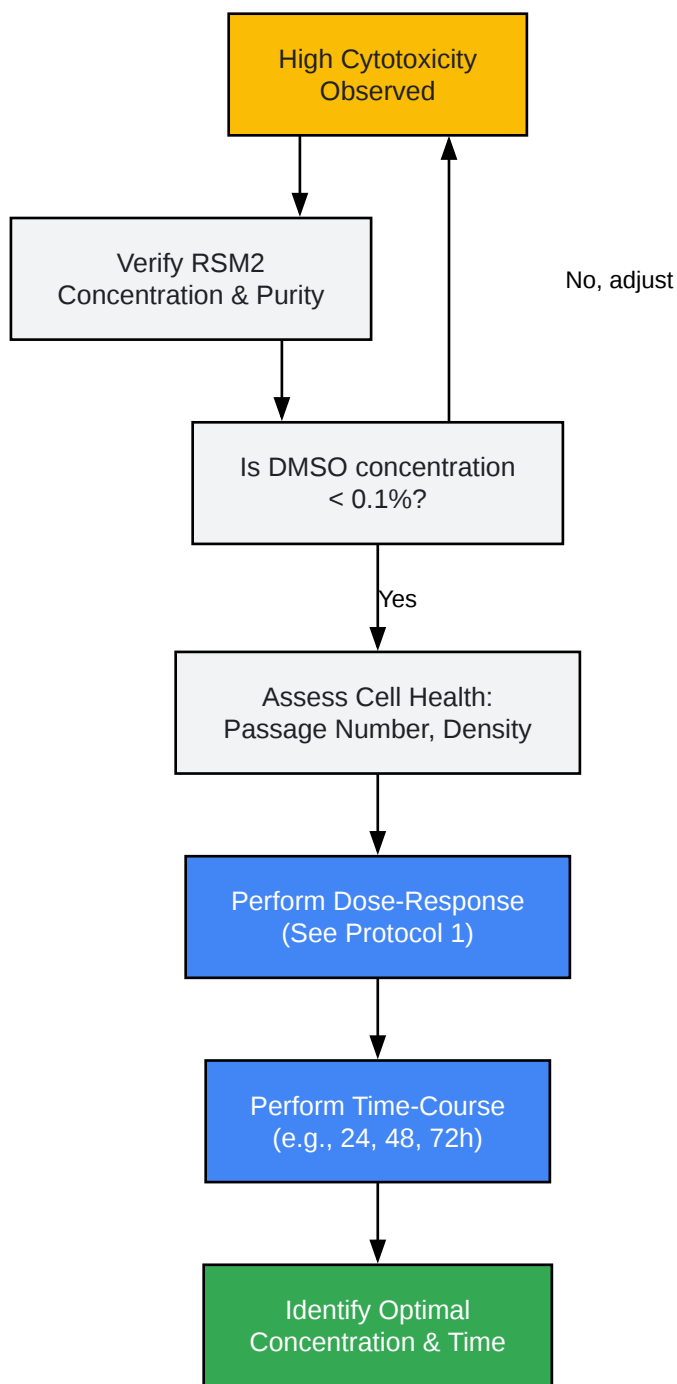 High Cytotoxicity
Observed
Verify RSM2
Concentration & Purity
No, adjust
Is DMSO concentration
< 0.1%?
Yes
Assess Cell Health:
Passage Number, Density
Perform Dose-Response
(See Protocol 1)
Perform Time-Course
(e.g., 24, 48, 72h)
Identify Optimal
Concentration & Time